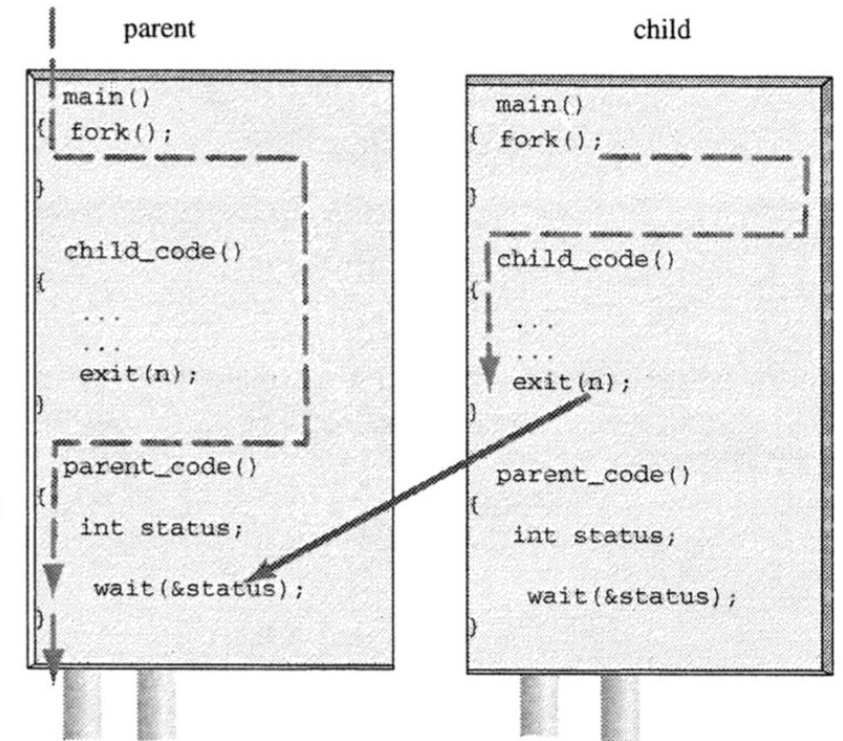 parent
main()
{ fork();
}
child_code()
{
...
...
exit(n);
}
parent_code()
{
int status;
wait(&status);
}
child
main()
{ fork();
}
child_code()
{
...
...
exit(n);
}
parent_code()
{
int status;
wait(&status);
}